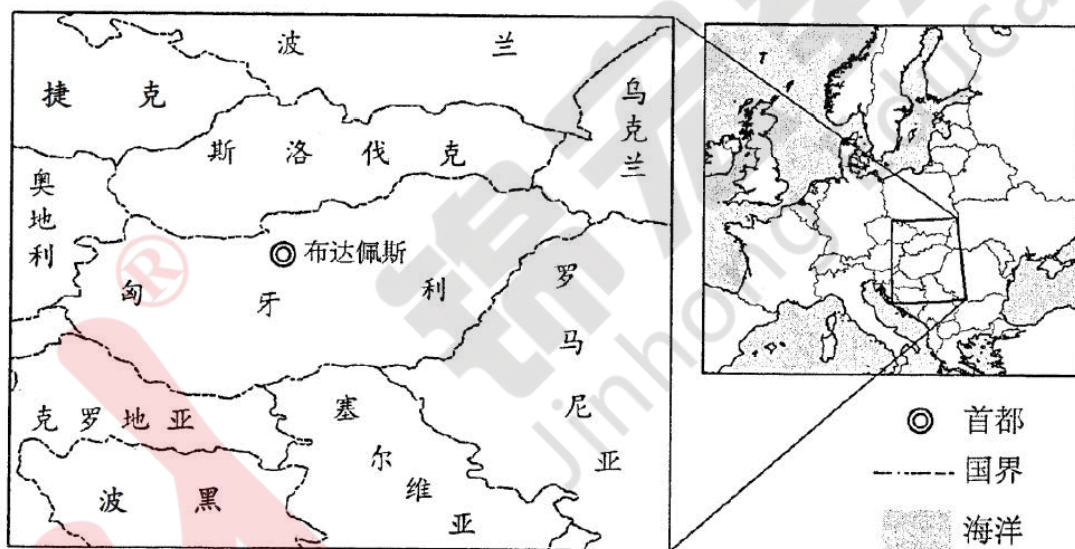 波兰
捷克
乌克兰
斯洛伐克
奥地利
布达佩斯
匈牙利
罗马尼亚
克罗地亚
塞尔维亚
波黑
首都
国界
海洋
®